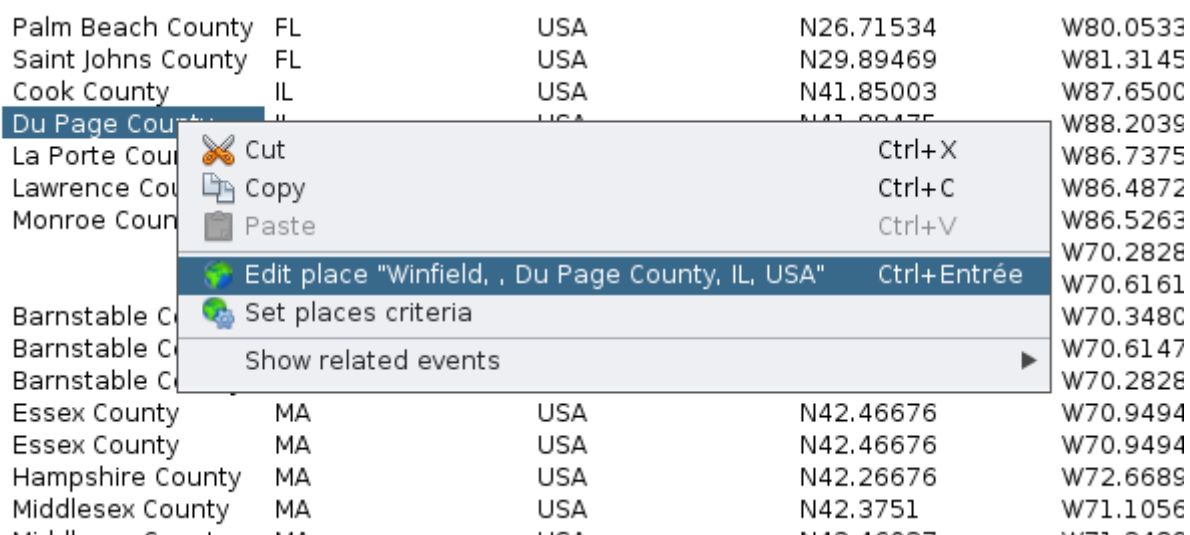 Palm Beach County FL USA N26.71534 W80.0533
Saint Johns County FL USA N29.89469 W81.3145
Cook County IL USA N41.85003 W87.6500
Du Page County IL USA N41.88475 W88.2039
Cut Ctrl+X
La Porte Coun W86.7375
Copy Ctrl+C
Lawrence Cou W86.4872
Paste Ctrl+V
Monroe Coun W86.5263
W70.2828
Edit place "Winfield, , Du Page County, IL, USA" Ctrl+Entrée
W70.6161
Set places criteria
Barnstable C W70.3480
Barnstable C W70.6147
Show related events
Barnstable C W70.2828
Essex County MA USA N42.46676 W70.9494
Essex County MA USA N42.46676 W70.9494
Hampshire County MA USA N42.26676 W72.6689
Middlesex County MA USA N42.3751 W71.1056